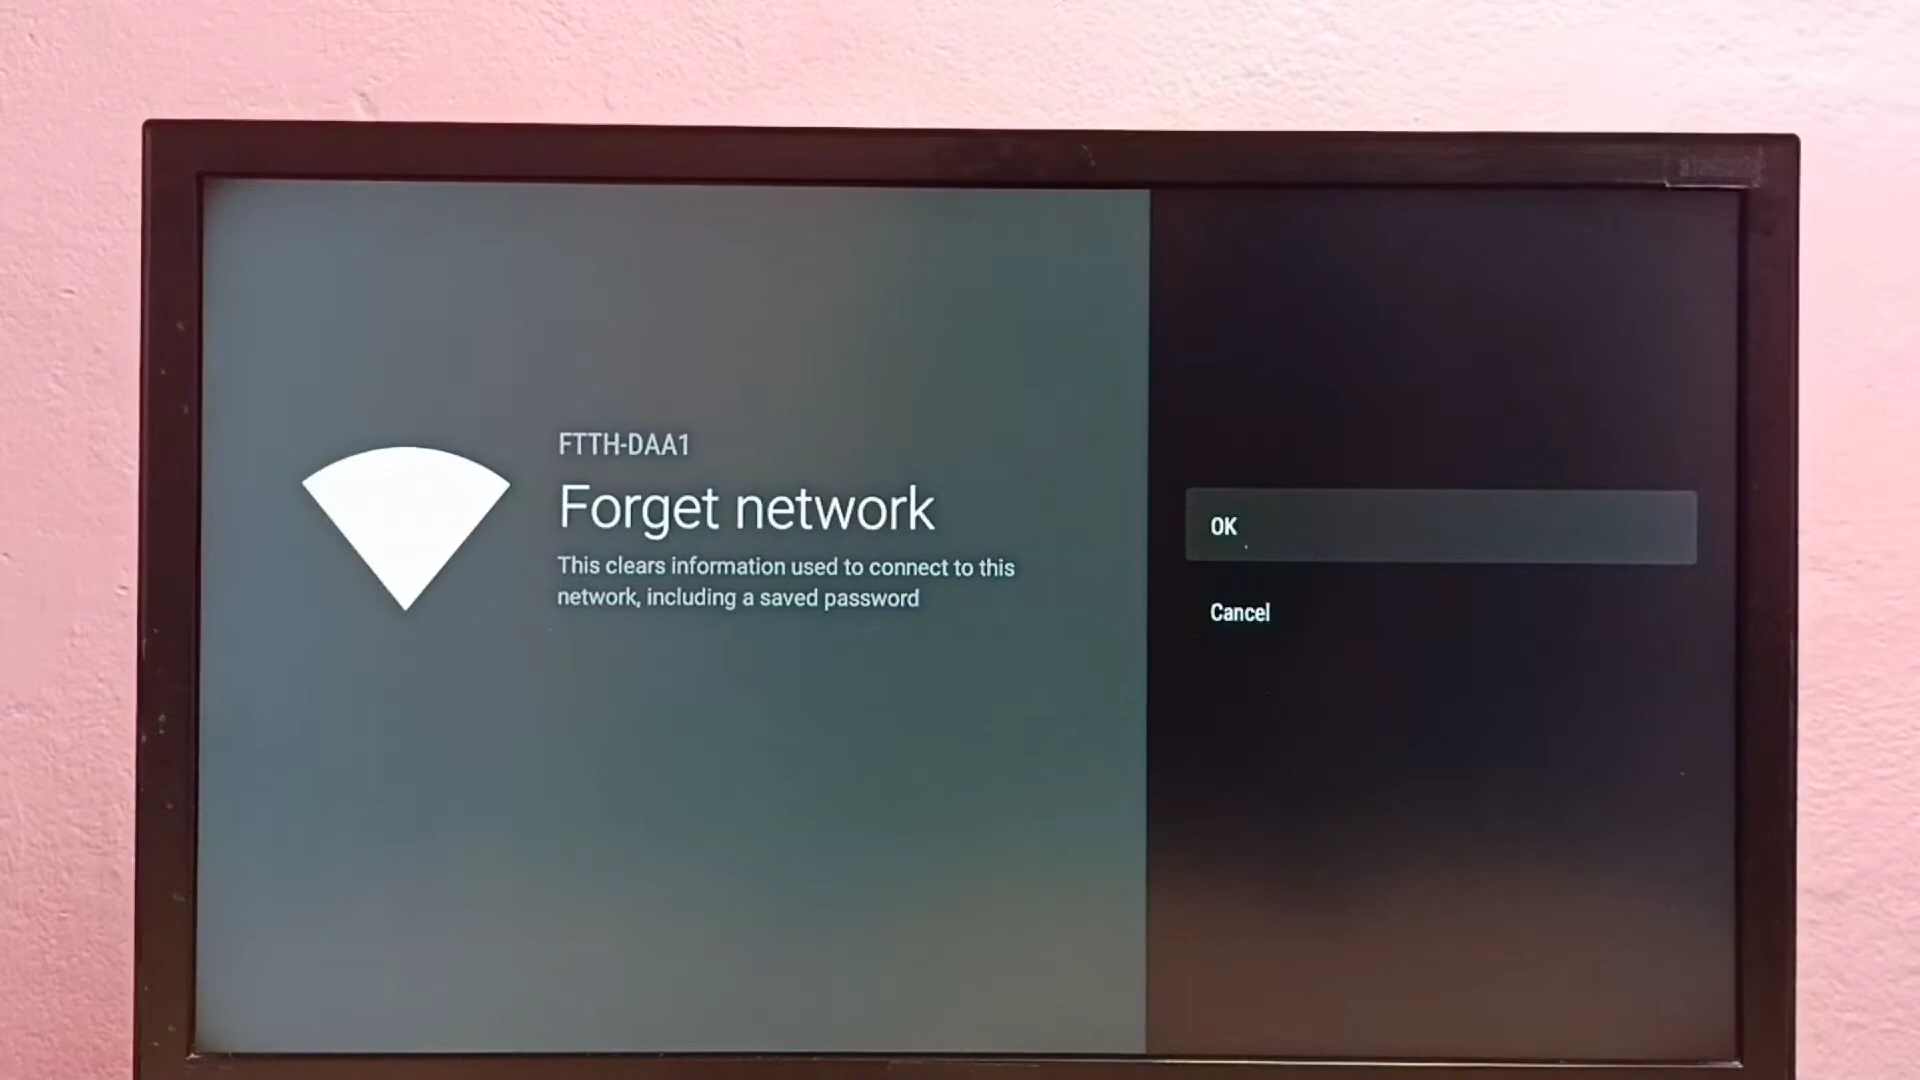 FTTH-DAA1
Forget network
This clears information used to connect to this
network, including a saved password
OK
Cancel